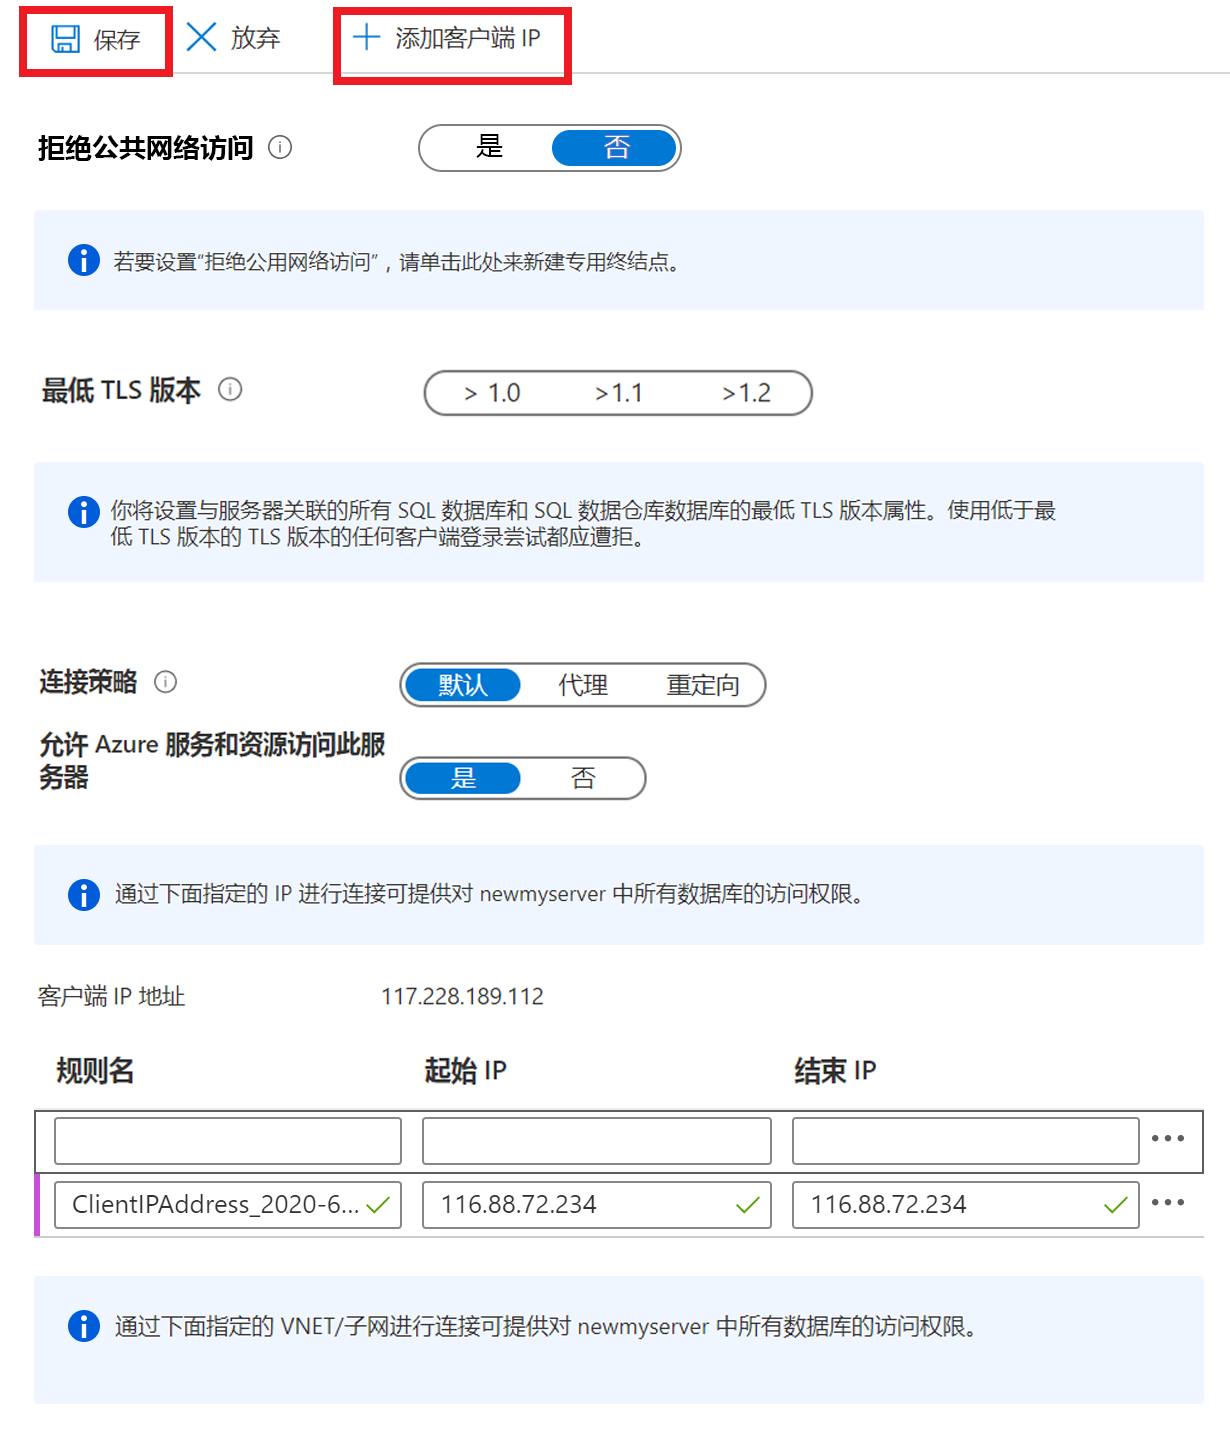 保存 放弃 添加客户端 IP
拒绝公共网络访问 是 否
若要设置“拒绝公用网络访问”，请单击此处来新建专用终结点。
最低 TLS 版本 > 1.0 >1.1 >1.2
你将设置与服务器关联的所有 SQL 数据库和 SQL 数据仓库数据库的最低 TLS 版本属性。使用低于最
低 TLS 版本的 TLS 版本的任何客户端登录尝试都应遭拒。
连接策略 默认 代理 重定向
允许 Azure 服务和资源访问此服
务器 是 否
通过下面指定的 IP 进行连接可提供对 newmyserver 中所有数据库的访问权限。
客户端 IP 地址 117.228.189.112
规则名 起始 IP 结束 IP
ClientIPAddress_2020-6... 116.88.72.234 116.88.72.234
通过下面指定的 VNET/子网进行连接可提供对 newmyserver 中所有数据库的访问权限。